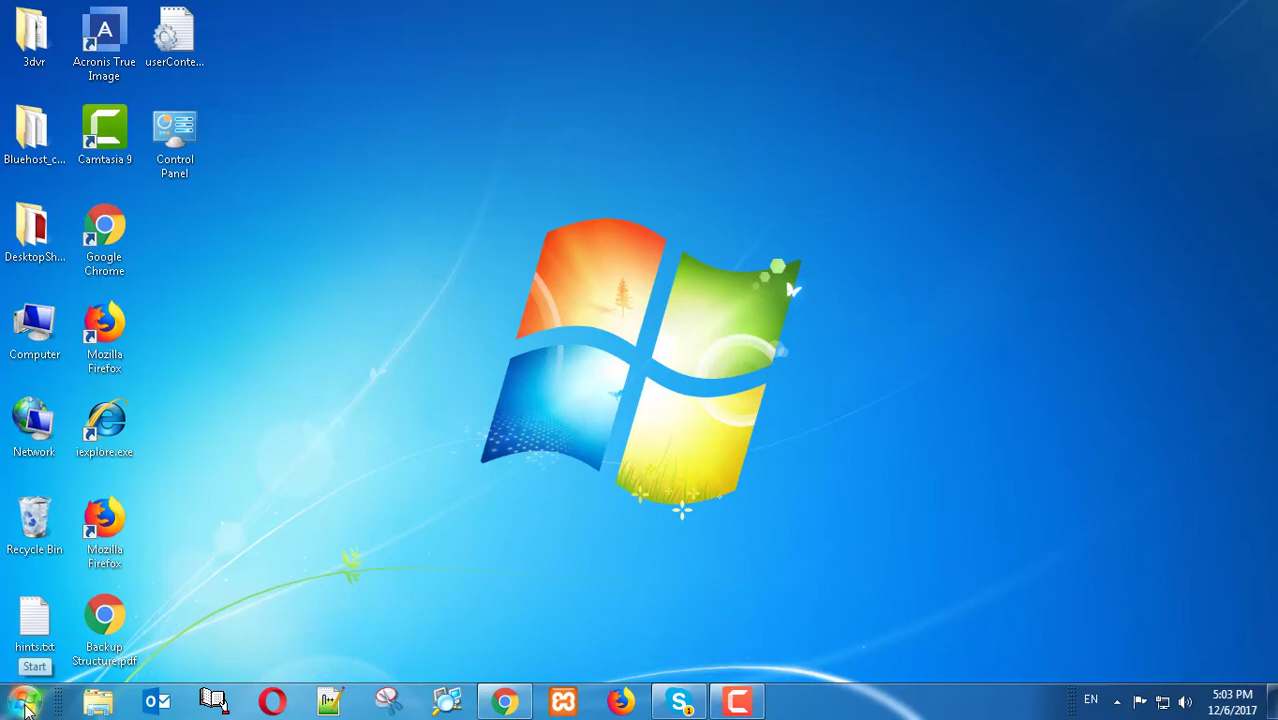 3dvr
Acronis True
Image
userConte...
Bluehost_c...
Camtasia 9
Control
Panel
DesktopSh...
Google
Chrome
Computer
Mozilla
Firefox
Network
iexplore.exe
Recycle Bin
Mozilla
Firefox
hints.txt
Backup
Structure.pdf
Start
EN
5:03 PM
12/6/2017